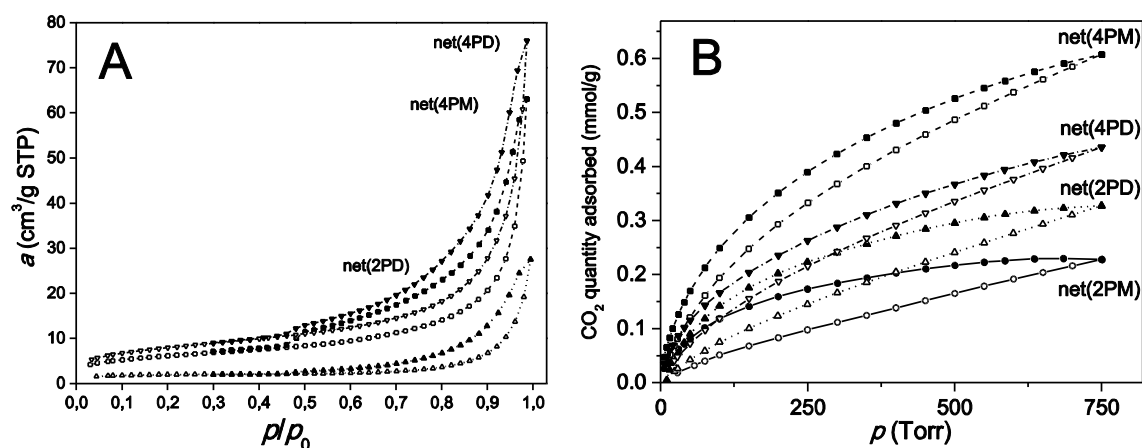 A
80
70
60
50
40
30
20
10
0
a (cm³/g STP)
net(4PD)
net(4PM)
net(2PD)
0,0 0,1 0,2 0,3 0,4 0,5 0,6 0,7 0,8 0,9 1,0
p/p₀
B
0.6
0.5
0.4
0.3
0.2
0.1
0.0
CO₂ quantity adsorbed (mmol/g)
net(4PM)
net(4PD)
net(2PD)
net(2PM)
0 250 500 750
p (Torr)